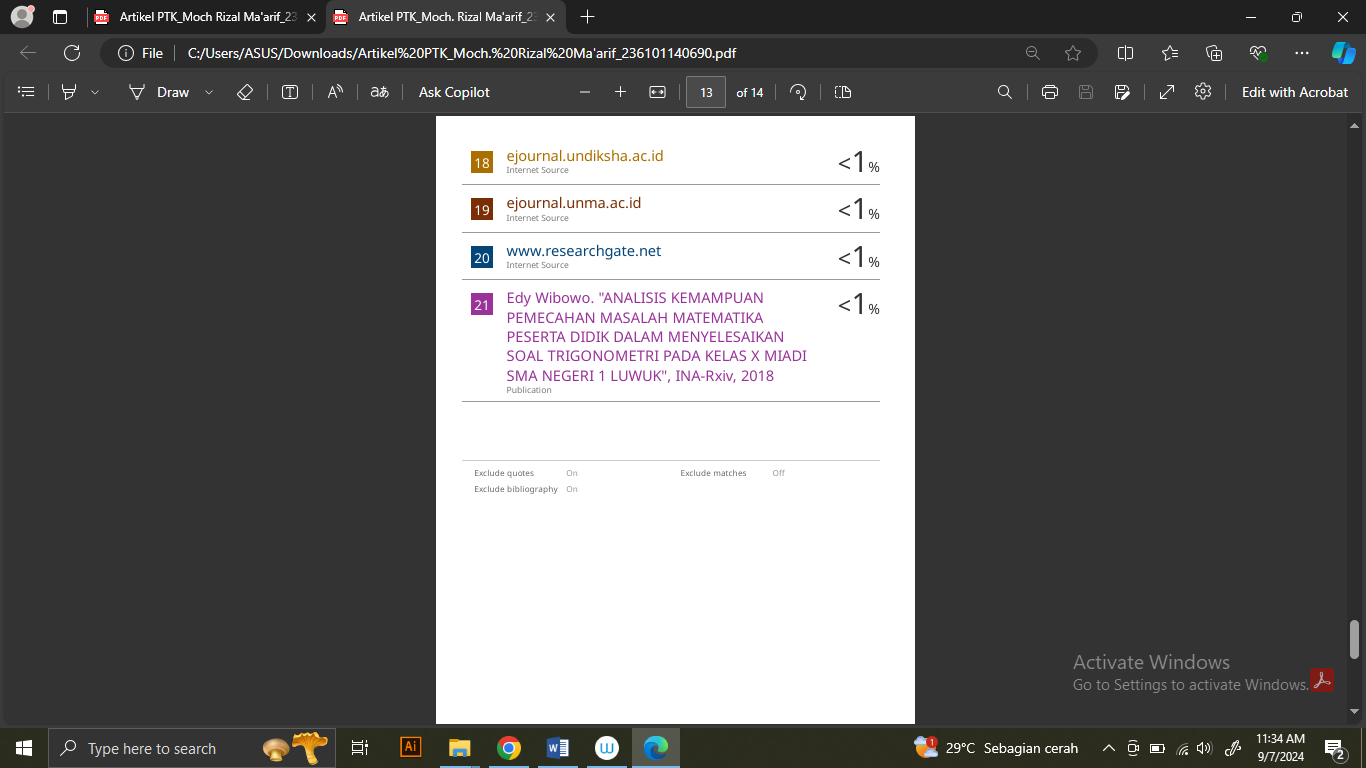 Artikel PTK_Moch Rizal Ma'arif_23
Artikel PTK_Moch. Rizal Ma'arif_23
File
C:/Users/ASUS/Downloads/Artikel%20PTK_Moch.%20Rizal%20Ma'arif_236101140690.pdf
Draw
Ask Copilot
13 of 14
Edit with Acrobat
18 ejournal.undiksha.ac.id <1%
Internet Source
19 ejournal.unma.ac.id <1%
Internet Source
20 www.researchgate.net <1%
Internet Source
21 Edy Wibowo. "ANALISIS KEMAMPUAN <1%
PEMECAHAN MASALAH MATEMATIKA
PESERTA DIDIK DALAM MENYELESAIKAN
SOAL TRIGONOMETRI PADA KELAS X MIADI
SMA NEGERI 1 LUWUK", INA-Rxiv, 2018
Publication
Exclude quotes On Exclude matches Off
Exclude bibliography On
Activate Windows
Go to Settings to activate Windows.
Type here to search
29°C Sebagian cerah
11:34 AM
9/7/2024